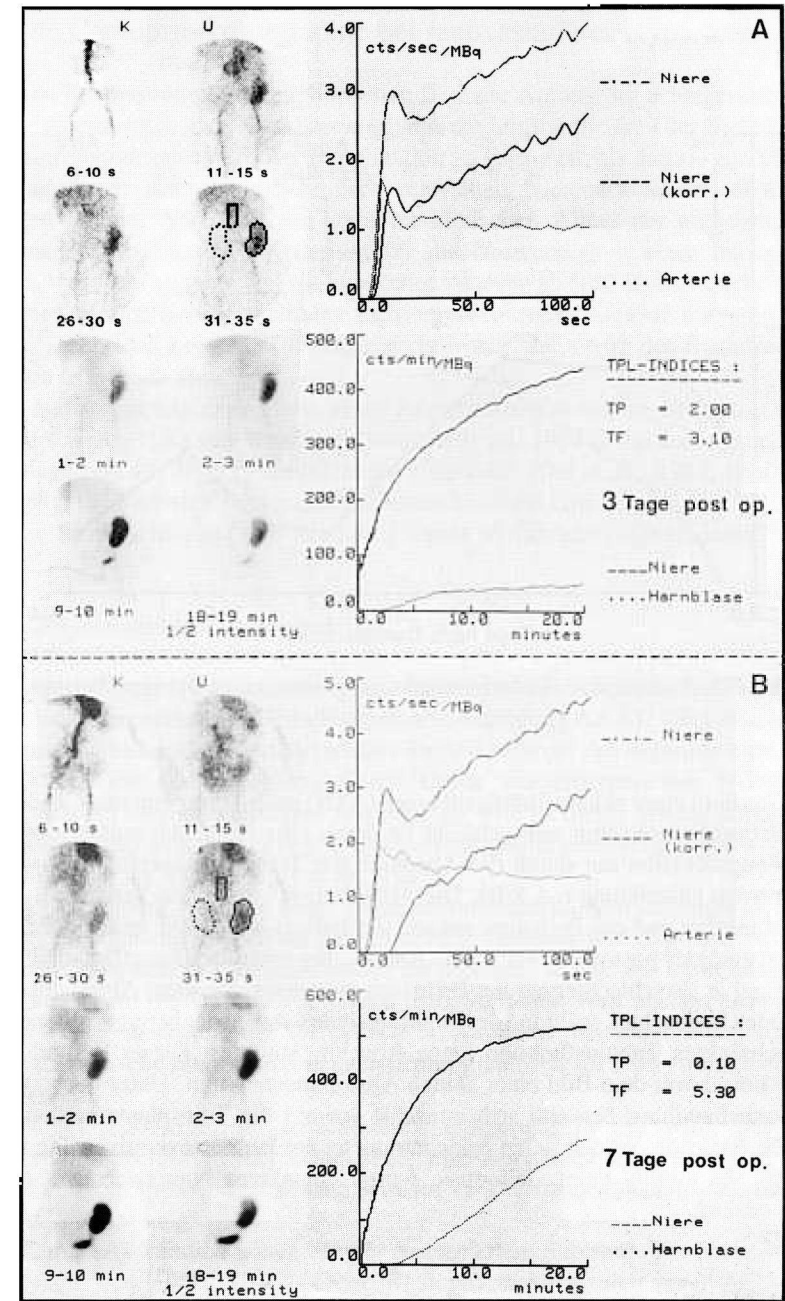 K U
A
6-10 s 11-15 s
26-30 s 31-35 s
1-2 min 2-3 min
9-10 min 18-19 min
1/2 intensity
4.0
cts/sec/MBq
3.0
2.0
1.0
0.0
0.0 50.0 100.0
sec
Niere
Niere
(korr.)
Arterie
500.0
cts/min/MBq
400.0
300.0
200.0
100.0
0.0
0.0 10.0 20.0
minutes
TPL-INDICES :
TP = 2.00
TF = 3.10
3 Tage post op.
Niere
Harnblase
K U
B
6-10 s 11-15 s
26-30 s 31-35 s
1-2 min 2-3 min
9-10 min 18-19 min
1/2 intensity
5.0
cts/sec/MBq
4.0
3.0
2.0
1.0
0.0
0.0 50.0 100.0
sec
Niere
Niere
(korr.)
Arterie
600.0
cts/min/MBq
400.0
200.0
0.0
0.0 10.0 20.0
minutes
TPL-INDICES :
TP = 0.10
TF = 5.30
7 Tage post op.
Niere
Harnblase